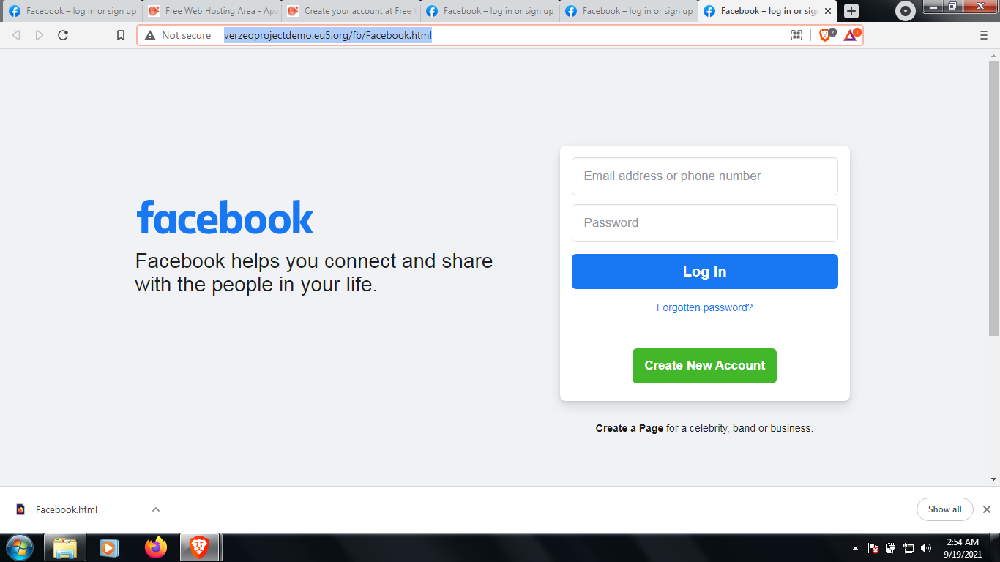 Facebook – log in or sign up
Free Web Hosting Area - Apa
Create your account at Free
Facebook – log in or sign up
Facebook – log in or sign up
Facebook – log in or sig
Not secure
verzeoprojectdemo.eu5.org/fb/Facebook.html
2
1
facebook
Facebook helps you connect and share
with the people in your life.
Email address or phone number
Password
Log In
Forgotten password?
Create New Account
Create a Page for a celebrity, band or business.
Facebook.html
Show all
2:54 AM
9/19/2021